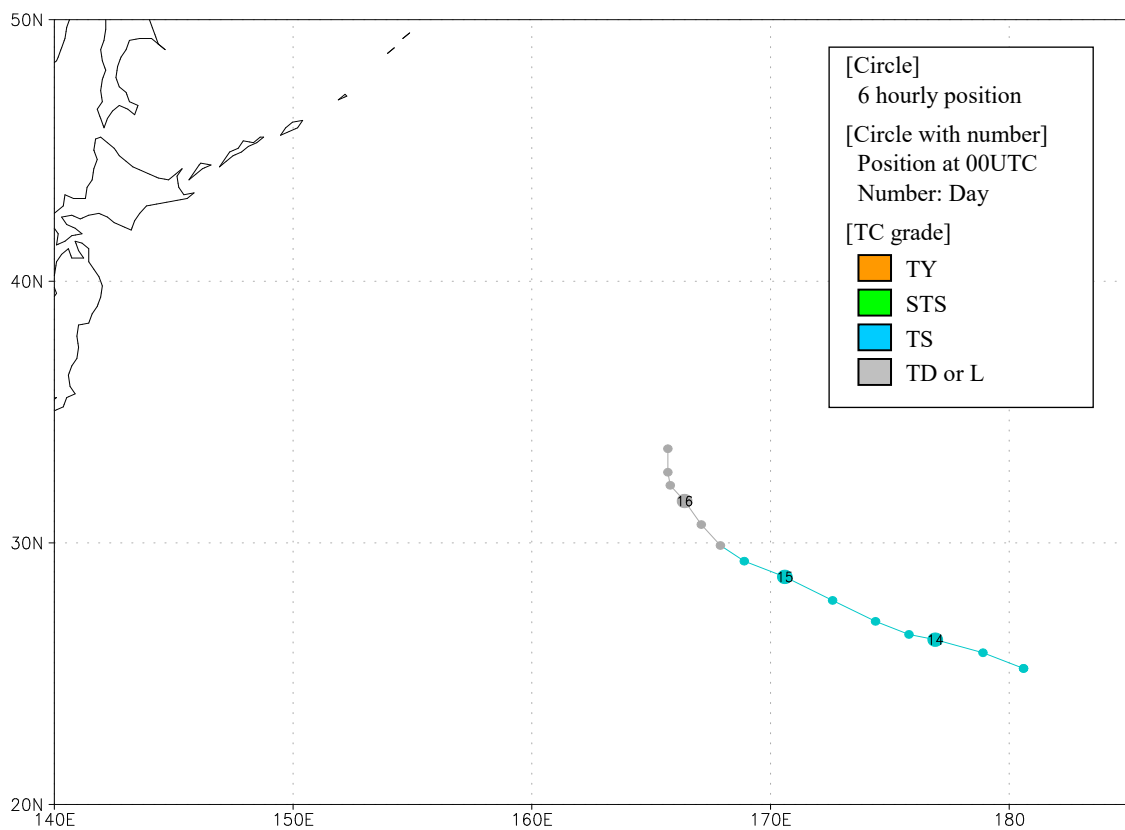 50N
[Circle]
6 hourly position
[Circle with number]
Position at 00UTC
Number: Day
[TC grade]
TY
40N
STS
TS
TD or L
16
30N
15
14
20N
140E 150E 160E 170E 180